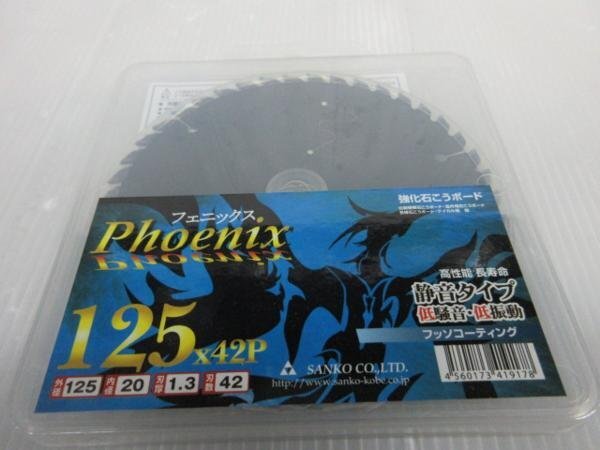 強化石こうボード
フェニックス
Phoenix
高性能 長寿命
静音タイプ
低騒音・低振動
フッソコーティング
125x42P
外径 125 内径 20 刃厚 1.3 刃数 42
SANKO CO.,LTD.
http://www.sanko-kobe.co.jp
4 560173 419178